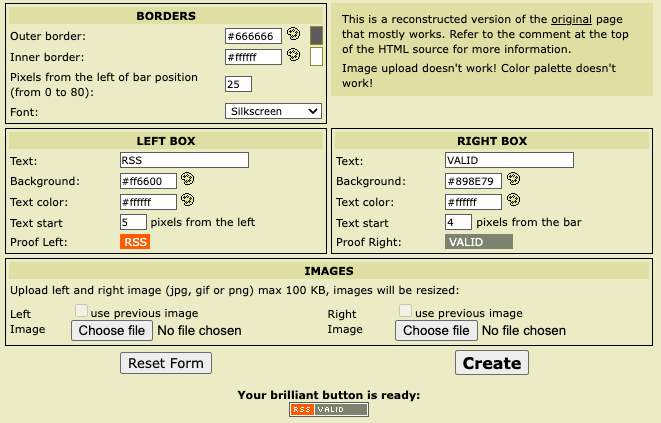 BORDERS
Outer border: #666666
Inner border: #ffffff
Pixels from the left of bar position
(from 0 to 80): 25
Font: Silkscreen
This is a reconstructed version of the original page
that mostly works. Refer to the comment at the top
of the HTML source for more information.
Image upload doesn't work! Color palette doesn't
work!
LEFT BOX
Text: RSS
Background: #ff6600
Text color: #ffffff
Text start 5 pixels from the left
Proof Left: RSS
RIGHT BOX
Text: VALID
Background: #898E79
Text color: #ffffff
Text start 4 pixels from the bar
Proof Right: VALID
IMAGES
Upload left and right image (jpg, gif or png) max 100 KB, images will be resized:
Left use previous image
Image Choose file No file chosen
Right use previous image
Image Choose file No file chosen
Reset Form
Create
Your brilliant button is ready:
RSS VALID